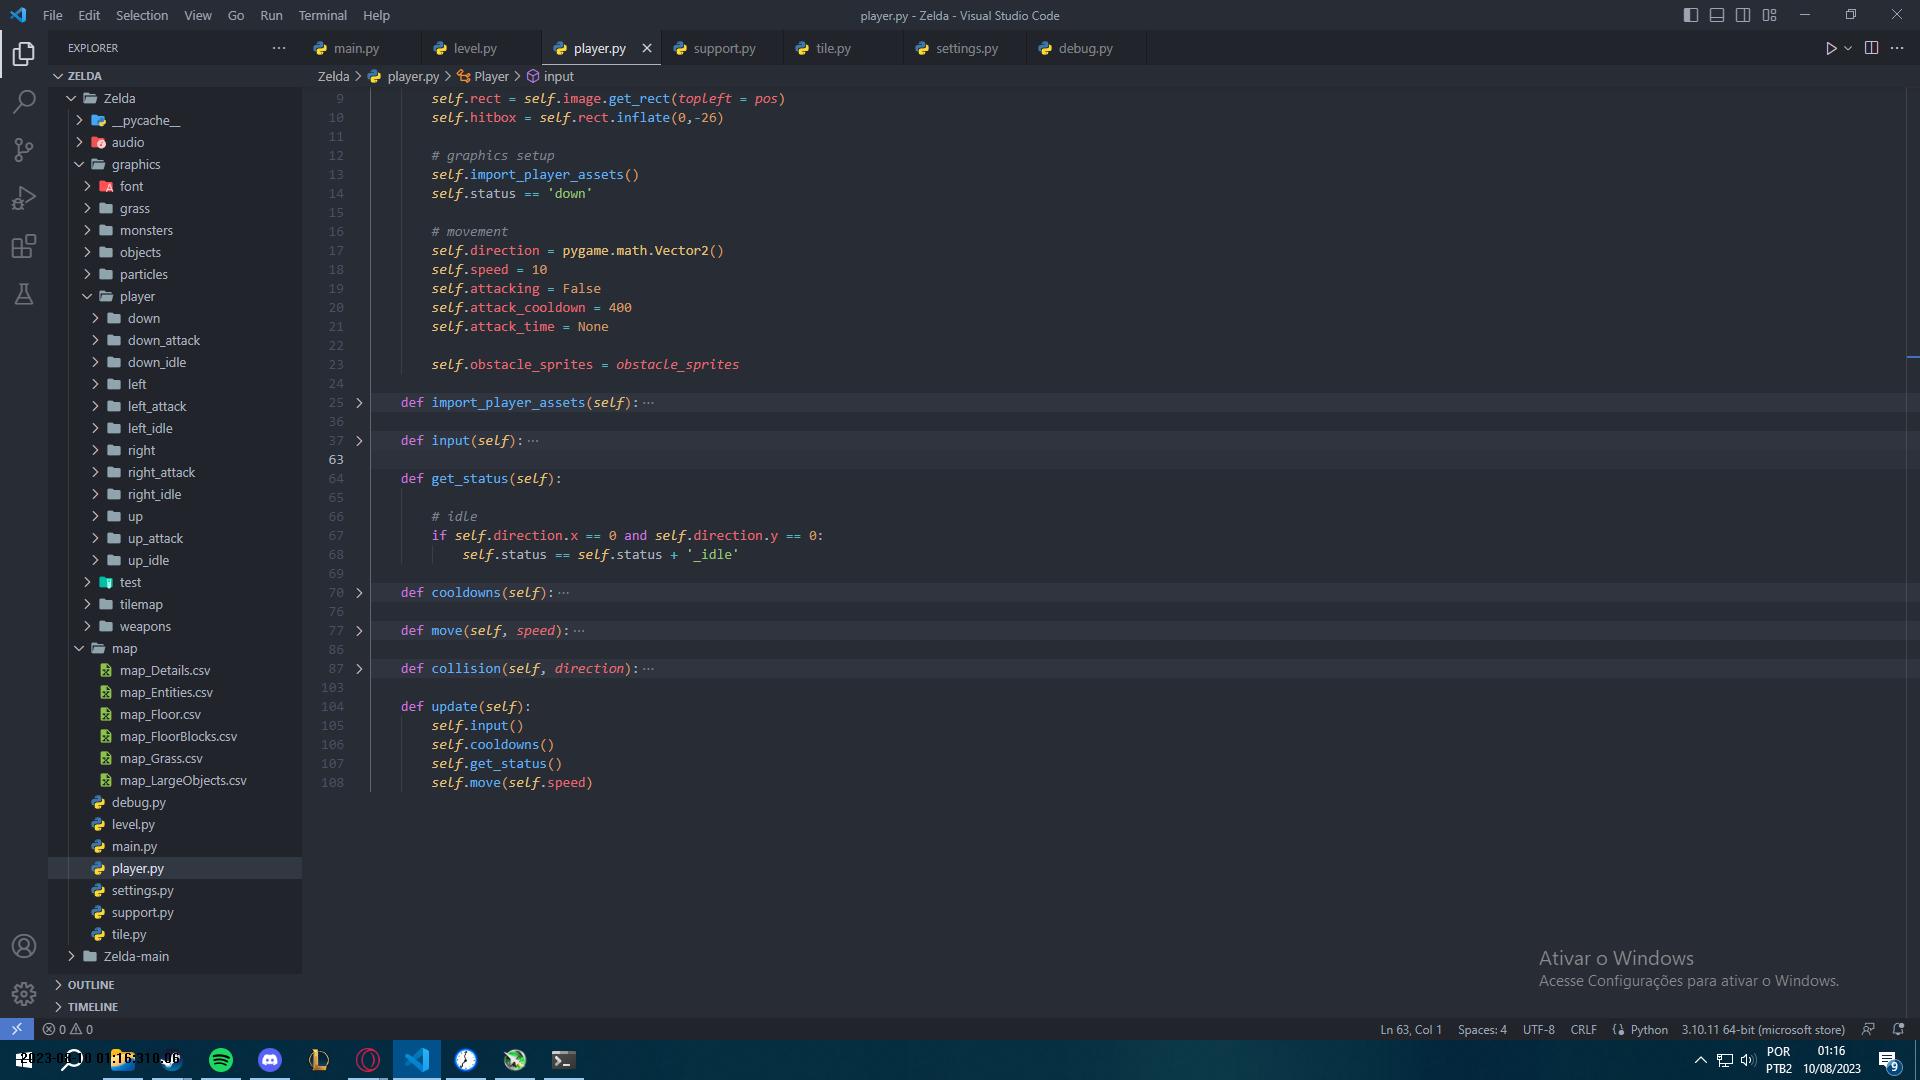 File Edit Selection View Go Run Terminal Help
player.py - Zelda - Visual Studio Code
EXPLORER
main.py level.py player.py support.py tile.py settings.py debug.py
ZELDA
Zelda > player.py > Player > input
Zelda
__pycache__
audio
graphics
font
grass
monsters
objects
particles
player
down
down_attack
down_idle
left
left_attack
left_idle
right
right_attack
right_idle
up
up_attack
up_idle
test
tilemap
weapons
map
map_Details.csv
map_Entities.csv
map_Floor.csv
map_FloorBlocks.csv
map_Grass.csv
map_LargeObjects.csv
debug.py
level.py
main.py
player.py
settings.py
support.py
tile.py
Zelda-main
OUTLINE
TIMELINE
9 self.rect = self.image.get_rect(topleft = pos)
10 self.hitbox = self.rect.inflate(0,-26)
11
12 # graphics setup
13 self.import_player_assets()
14 self.status == 'down'
15
16 # movement
17 self.direction = pygame.math.Vector2()
18 self.speed = 10
19 self.attacking = False
20 self.attack_cooldown = 400
21 self.attack_time = None
22
23 self.obstacle_sprites = obstacle_sprites
24
25 def import_player_assets(self): ···
36
37 def input(self): ···
63
64 def get_status(self):
65
66 # idle
67 if self.direction.x == 0 and self.direction.y == 0:
68 self.status == self.status + '_idle'
69
70 def cooldowns(self): ···
76
77 def move(self, speed): ···
86
87 def collision(self, direction): ···
103
104 def update(self):
105 self.input()
106 self.cooldowns()
107 self.get_status()
108 self.move(self.speed)
Ativar o Windows
Acesse Configurações para ativar o Windows.
0 0
Ln 63, Col 1 Spaces: 4 UTF-8 CRLF Python 3.10.11 64-bit (microsoft store)
POR
PTB2
01:16
10/08/2023
9